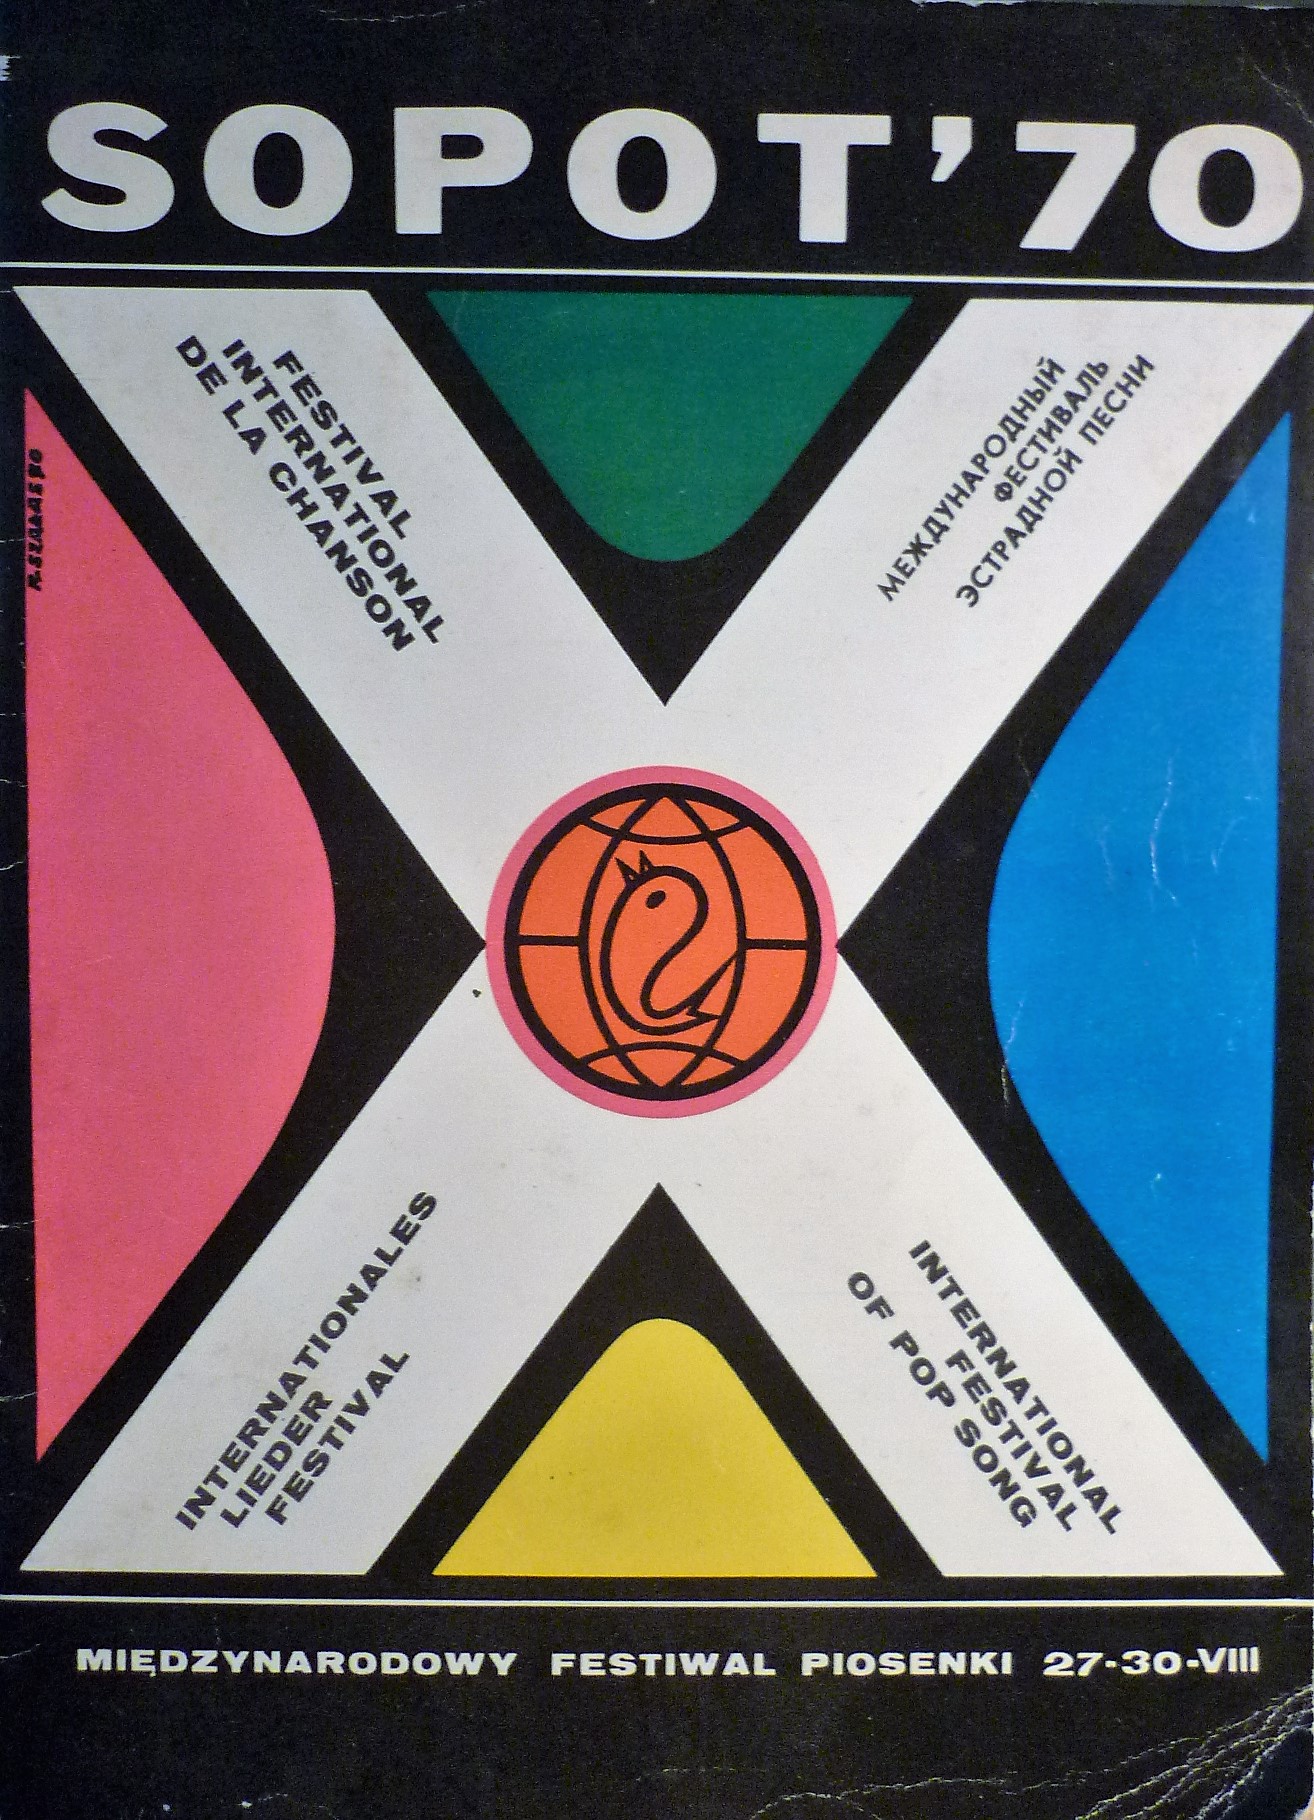 SOPOT'70
FESTIVAL
INTERNATIONAL
DE LA CHANSON
МЕЖДУНАРОДНЫЙ
ФЕСТИВАЛЬ
ЭСТРАДНОЙ ПЕСНИ
INTERNATIONALES
LIEDER
FESTIVAL
INTERNATIONAL
FESTIVAL
OF POP SONG
MIĘDZYNARODOWY FESTIWAL PIOSENKI 27-30-VIII